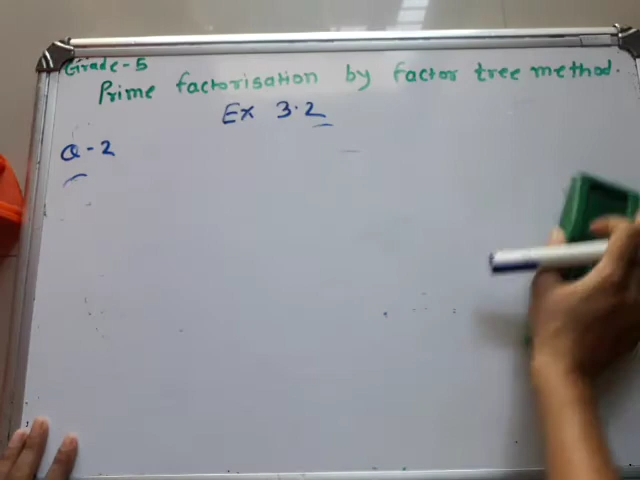 Grade - 5
Prime factorisation by factor tree method.
Ex 3.2
Q - 2